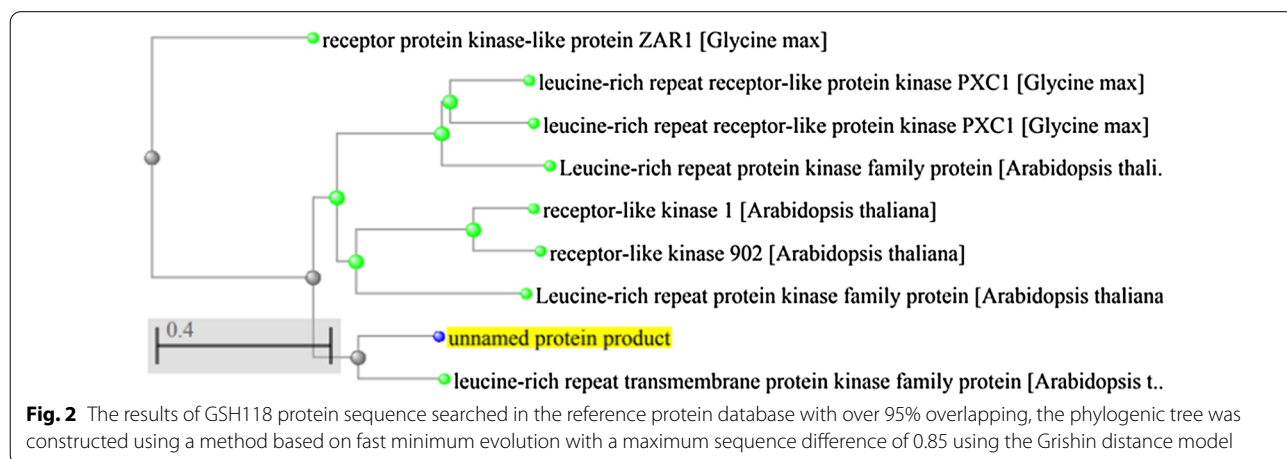 receptor protein kinase-like protein ZAR1 [Glycine max]
leucine-rich repeat receptor-like protein kinase PXC1 [Glycine max]
leucine-rich repeat receptor-like protein kinase PXC1 [Glycine max]
Leucine-rich repeat protein kinase family protein [Arabidopsis thali.
receptor-like kinase 1 [Arabidopsis thaliana]
receptor-like kinase 902 [Arabidopsis thaliana]
Leucine-rich repeat protein kinase family protein [Arabidopsis thaliana
0.4
unnamed protein product
leucine-rich repeat transmembrane protein kinase family protein [Arabidopsis t..
Fig. 2 The results of GSH118 protein sequence searched in the reference protein database with over 95% overlapping, the phylogenic tree was
constructed using a method based on fast minimum evolution with a maximum sequence difference of 0.85 using the Grishin distance model